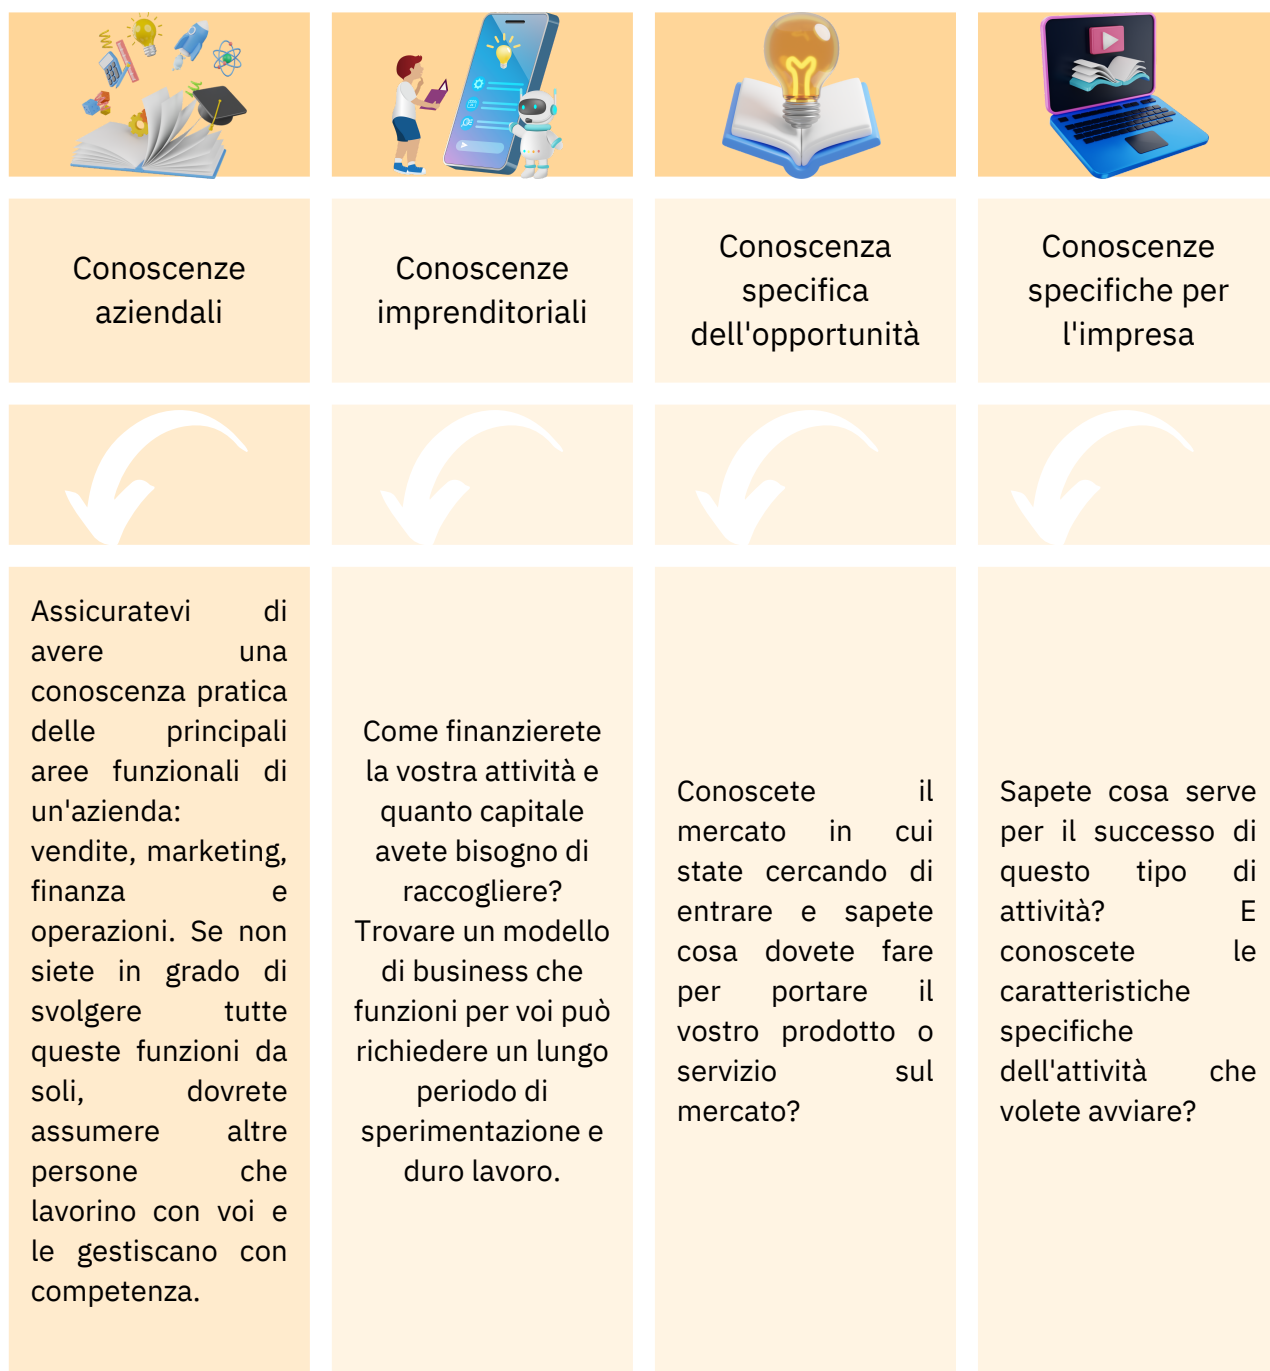 Conoscenze
aziendali
Conoscenze
imprenditoriali
Conoscenza
specifica
dell'opportunità
Conoscenze
specifiche per
l'impresa
Assicuratevi di
avere una
conoscenza pratica
delle principali
aree funzionali di
un'azienda:
vendite, marketing,
finanza e
operazioni. Se non
siete in grado di
svolgere tutte
queste funzioni da
soli, dovrete
assumere altre
persone che
lavorino con voi e
le gestiscano con
competenza.
Come finanzierete
la vostra attività e
quanto capitale
avete bisogno di
raccogliere?
Trovare un modello
di business che
funzioni per voi può
richiedere un lungo
periodo di
sperimentazione e
duro lavoro.
Conoscete il
mercato in cui
state cercando di
entrare e sapete
cosa dovete fare
per portare il
vostro prodotto o
servizio sul
mercato?
Sapete cosa serve
per il successo di
questo tipo di
attività? E
conoscete le
caratteristiche
specifiche
dell'attività che
volete avviare?